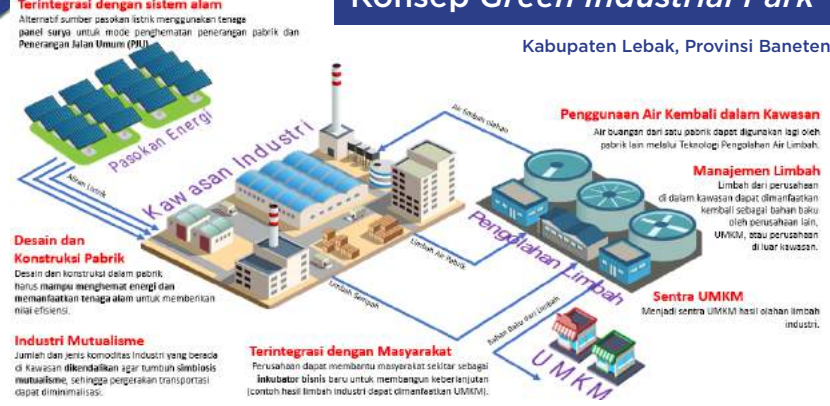 Konsep Green Industrial Park
Kabupaten Lebak, Provinsi Baneten
Terintegrasi dengan sistem alam
Alternatif sumber pasokan listrik menggunakan tenaga
panel surya untuk mode penghematan penerangan pabrik dan
Penerangan Jalan Umum (PJU)
Pasokan Energi
Aliran Listrik
Kawasan Industri
Air limbah olahan
Penggunaan Air Kembali dalam Kawasan
Air buangan dari satu pabrik dapat digunakan lagi oleh
pabrik lain melalui Teknologi Pengolahan Air Limbah.
Manajemen Limbah
Limbah dari perusahaan
di dalam kawasan dapat dimanfaatkan
kembali sebagai bahan baku
oleh perusahaan lain,
UMKM, atau perusahaan
di luar kawasan.
Pengolahan Limbah
Limbah Air Pabrik
Limbah Sampah
Bahan Baku dari Limbah
Desain dan
Konstruksi Pabrik
Desain dan konstruksi dalam pabrik
harus mampu menghemat energi dan
memanfaatkan tenaga alam untuk memberikan
nilai efisiensi.
Sentra UMKM
Menjadi sentra UMKM hasil olahan limbah
industri.
UMKM
Industri Mutualisme
Jumlah dan jenis komoditas Industri yang berada
di Kawasan dikendalikan agar tumbuh simbiosis
mutualisme, sehingga pergerakan transportasi
dapat diminimalisasi.
Terintegrasi dengan Masyarakat
Perusahaan dapat membantu masyarakat sekitar sebagai
inkubator bisnis baru untuk membangun keberlanjutan
(contoh hasil limbah industri dapat dimanfaatkan UMKM).